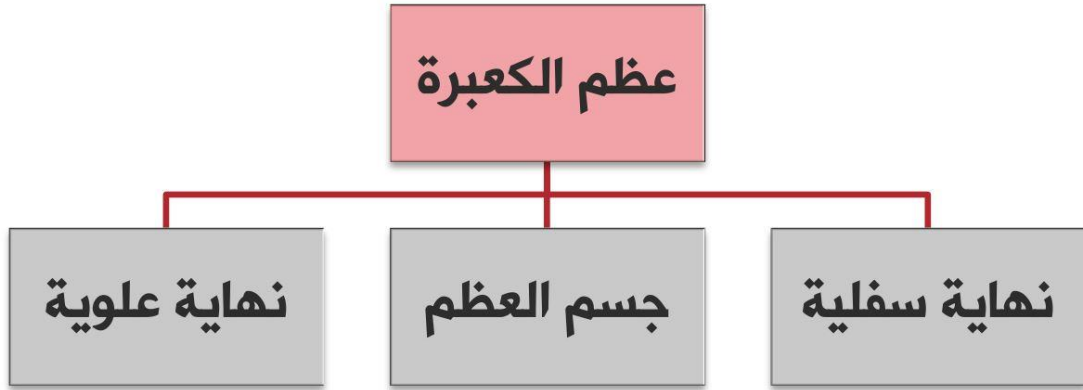 عظم الكعبرة
نهاية سفلية
جسم العظم
نهاية علوية